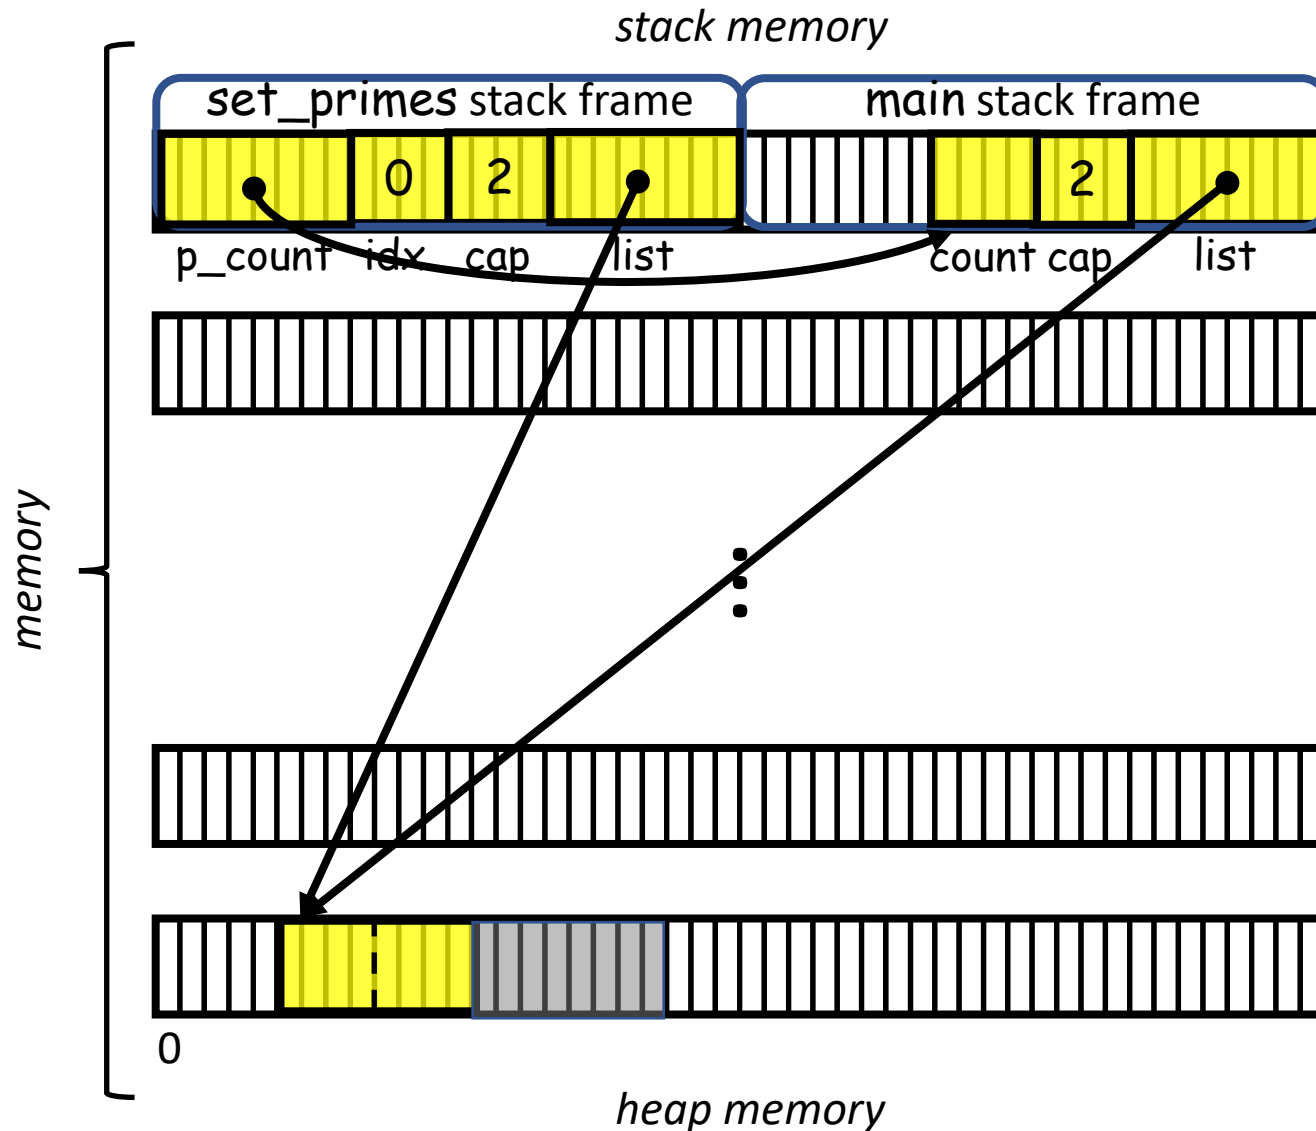 stack memory
set_primes stack frame
main stack frame
0
2
2
p_count
idx
cap
list
count
cap
list
memory
0
heap memory